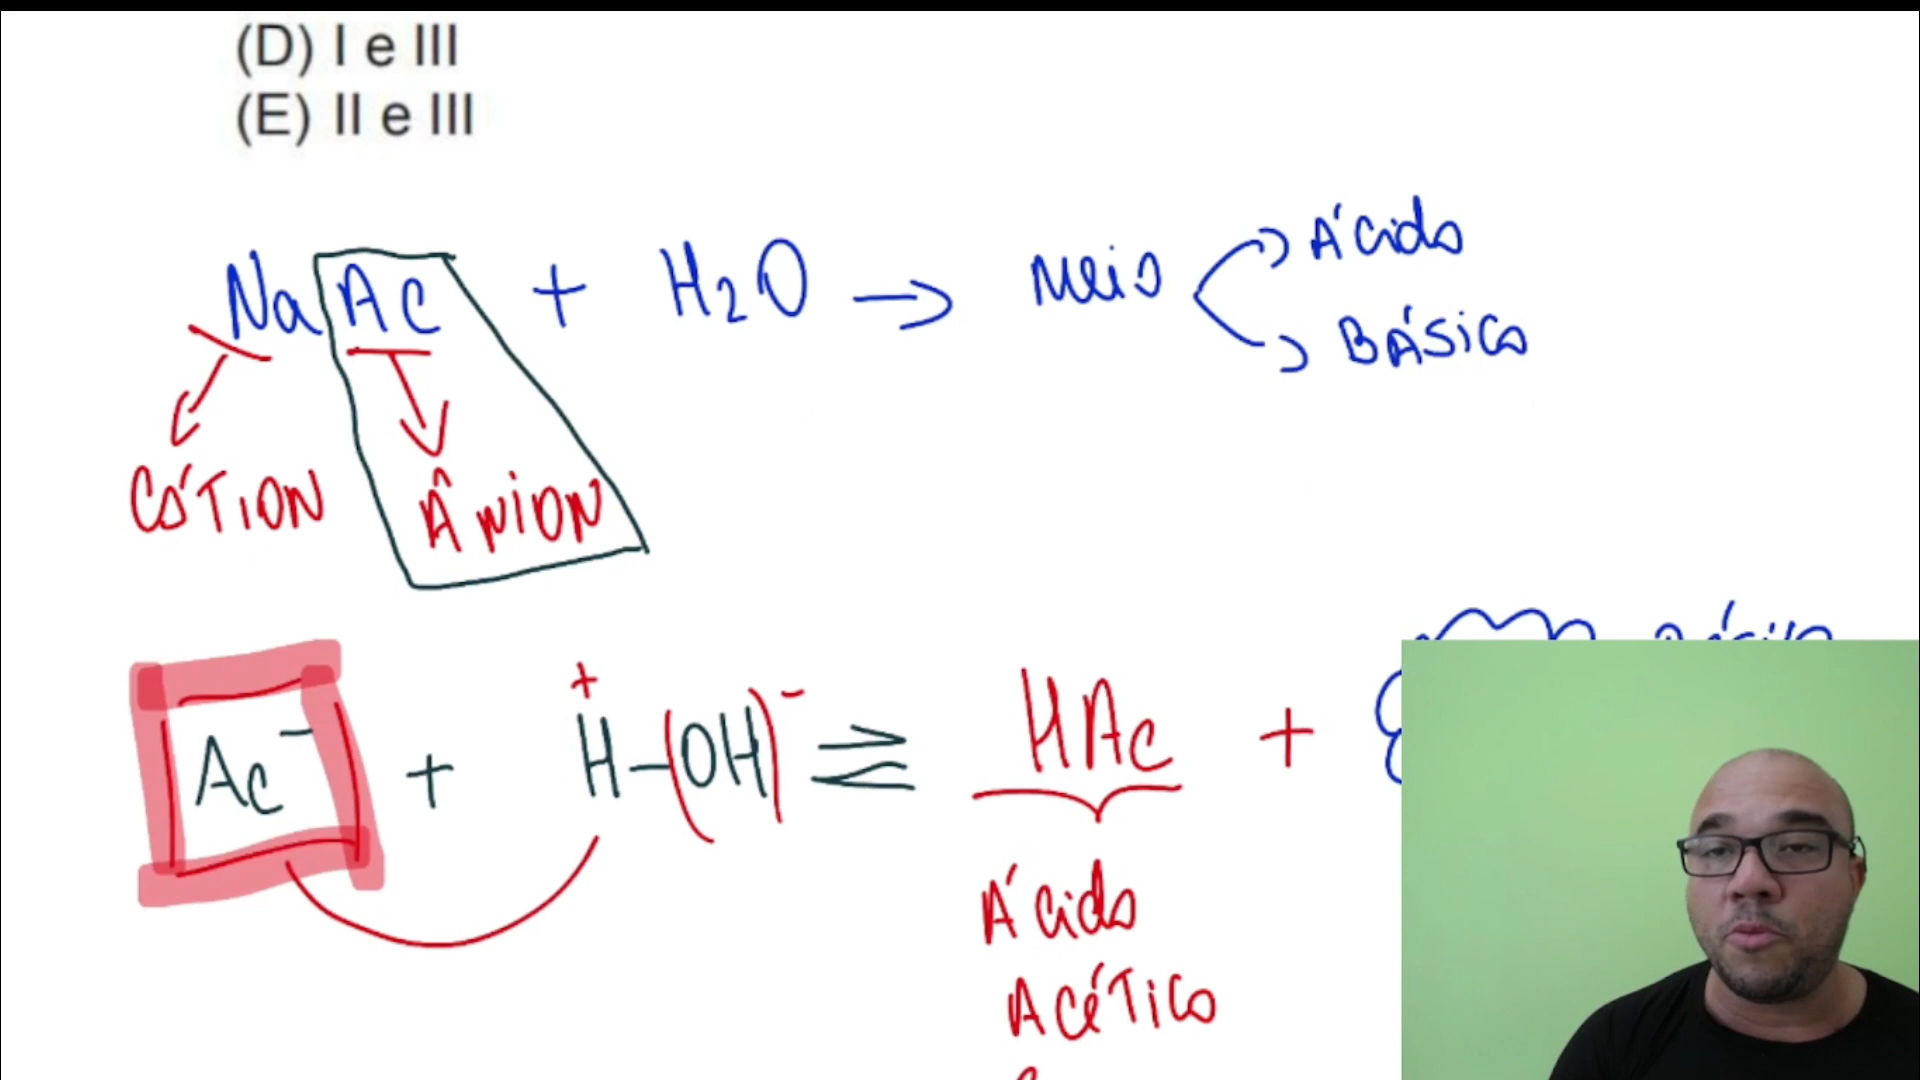 (D) I e III
(E) II e III
NaAc + H2O → Meio Ácido
Básico
Cátion
Ânion
Ac⁻ + H⁺-(OH)⁻ ⇌ HAc +
Ácido
Acético